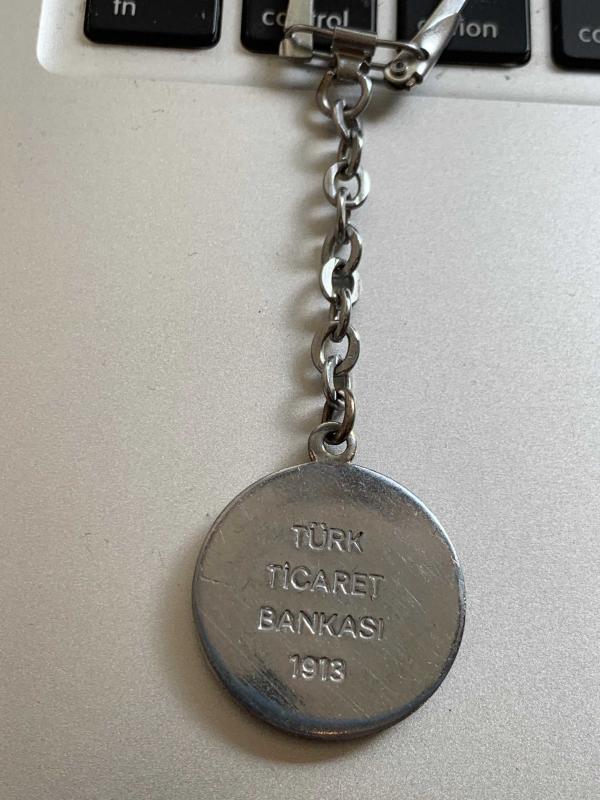 fn
control
option
TÜRK
TİCARET
BANKASI
1913